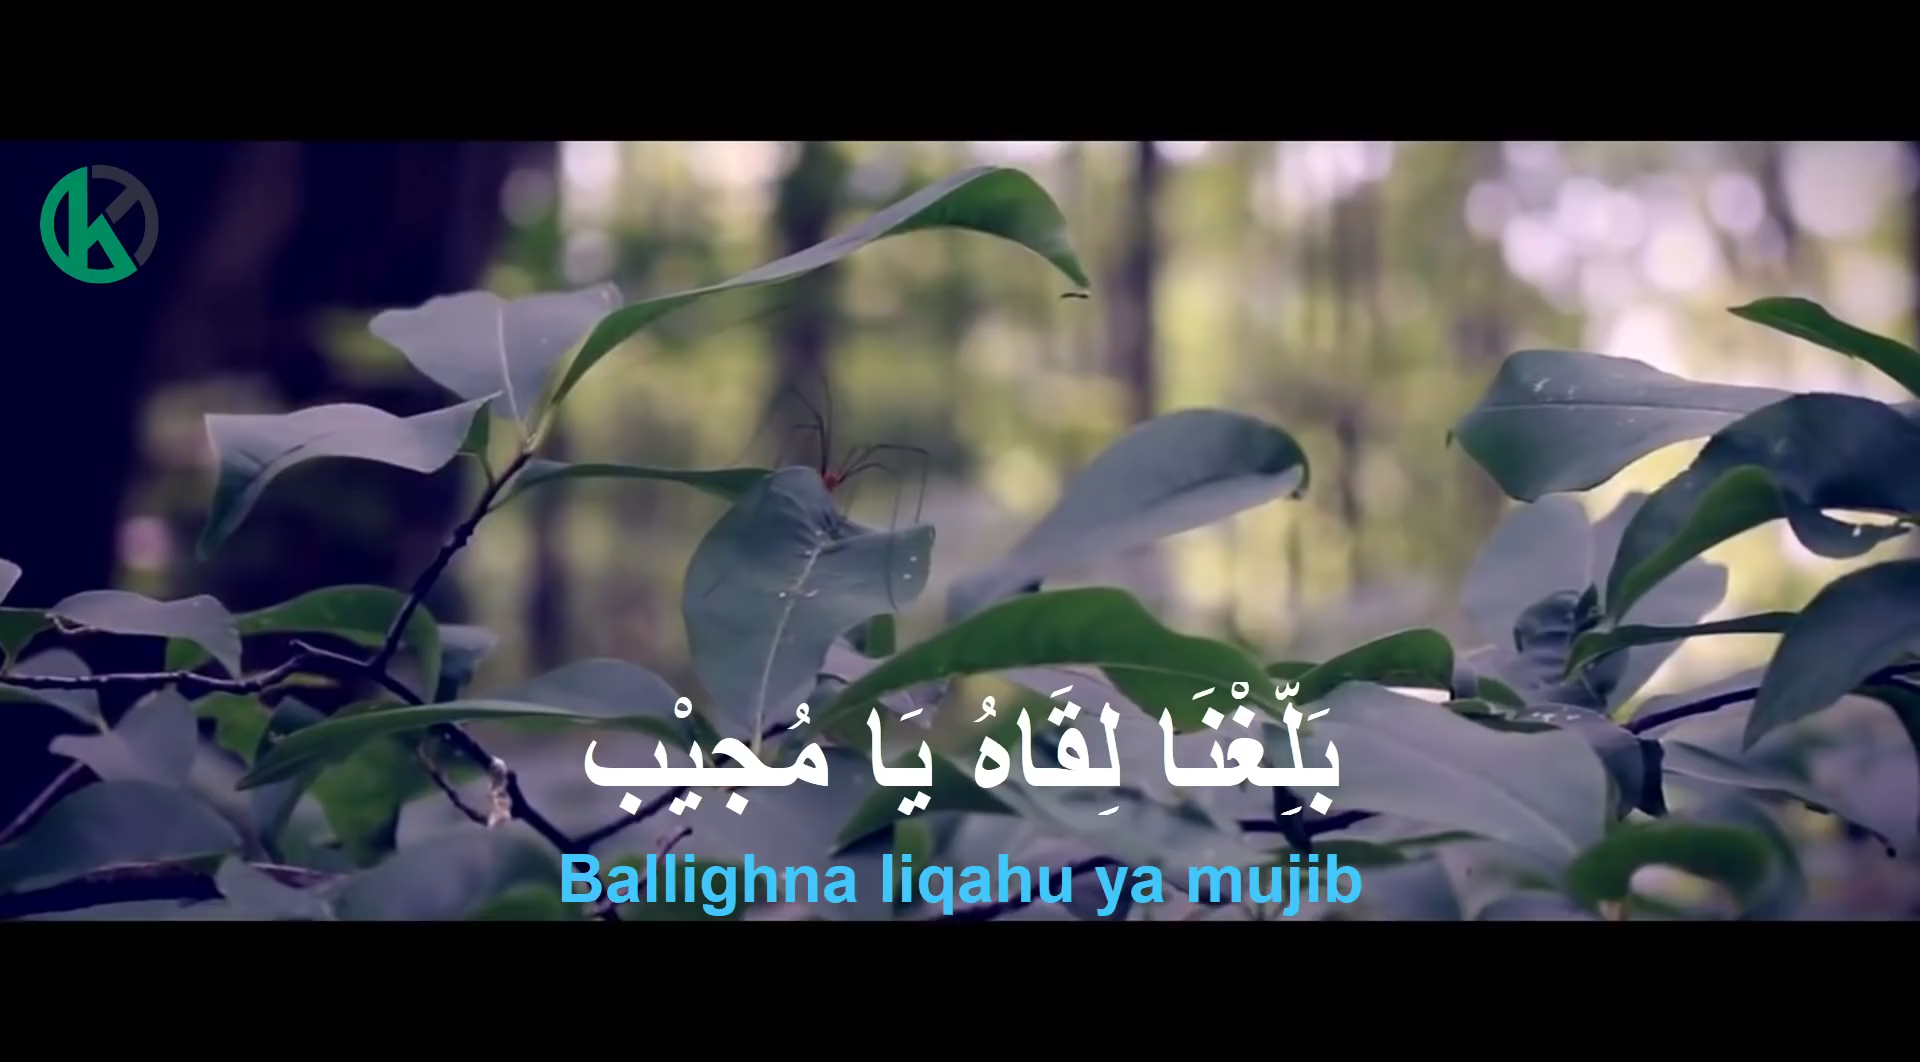 بَلِّغْنَا لِقَاهُ يَا مُجِيْب
Ballighna liqahu ya mujib